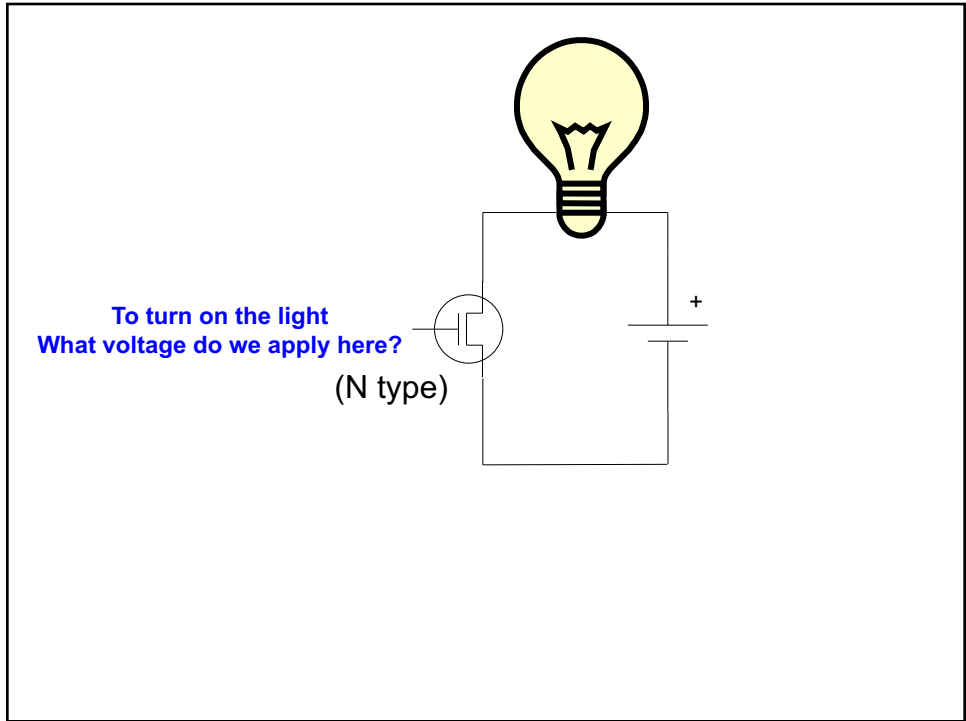 +
To turn on the light
What voltage do we apply here?
(N type)